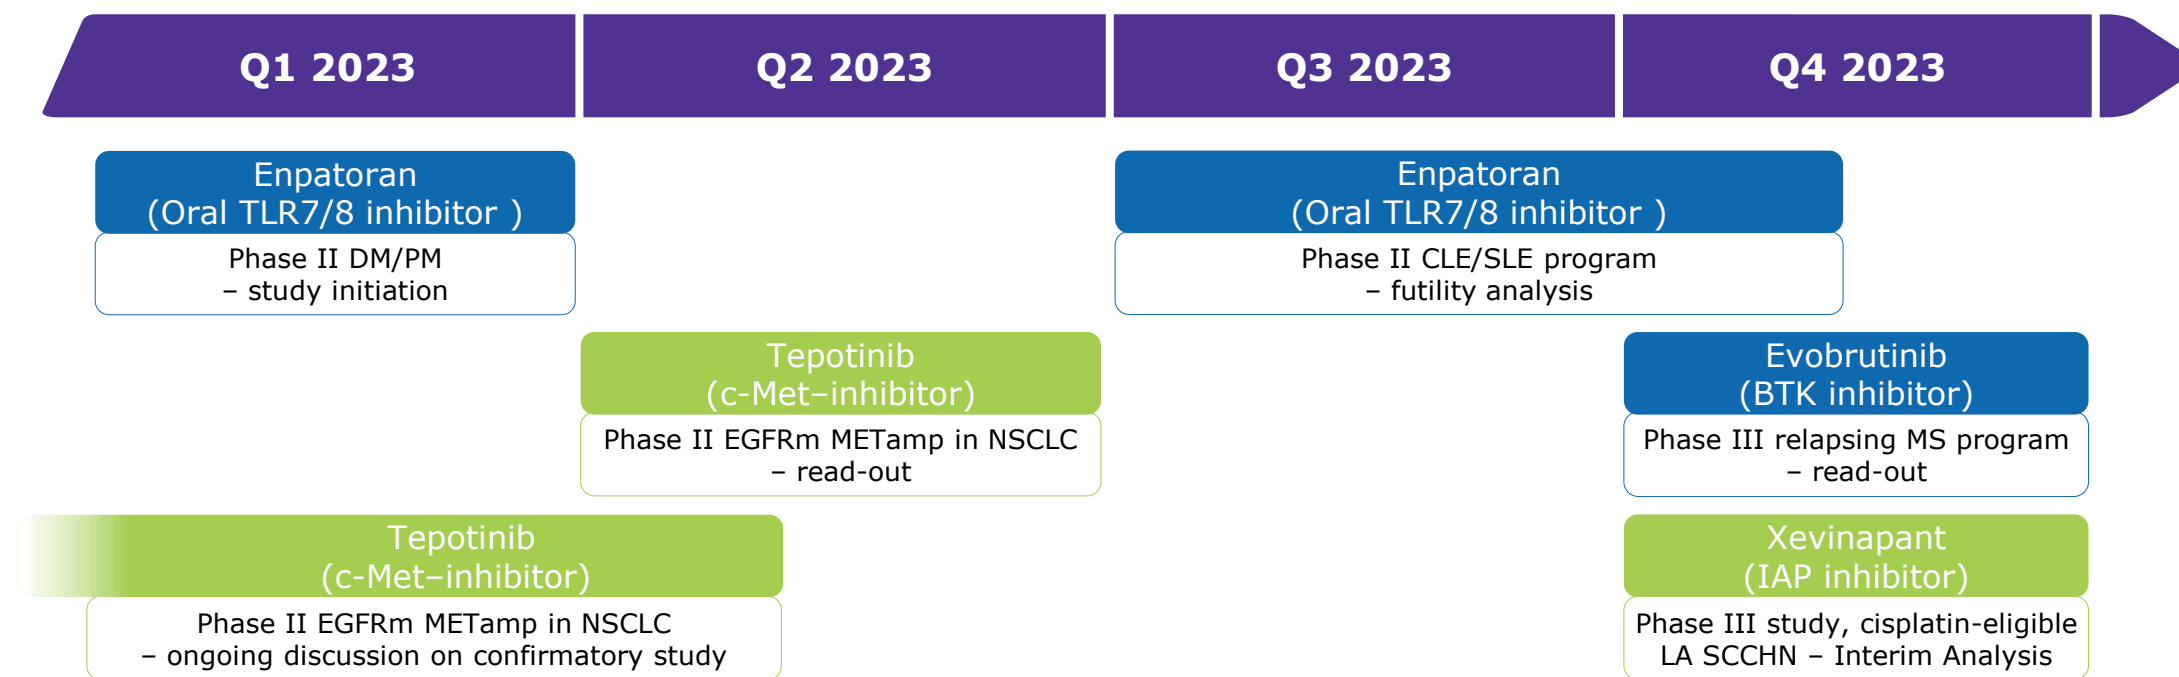 Q1 2023
Q2 2023
Q3 2023
Q4 2023
Enpatoran
(Oral TLR7/8 inhibitor )
Phase II DM/PM
– study initiation
Enpatoran
(Oral TLR7/8 inhibitor )
Phase II CLE/SLE program
– futility analysis
Tepotinib
(c-Met–inhibitor)
Phase II EGFRm METamp in NSCLC
– read-out
Evobrutinib
(BTK inhibitor)
Phase III relapsing MS program
– read-out
Tepotinib
(c-Met–inhibitor)
Phase II EGFRm METamp in NSCLC
– ongoing discussion on confirmatory study
Xevinapant
(IAP inhibitor)
Phase III study, cisplatin-eligible
LA SCCHN – Interim Analysis